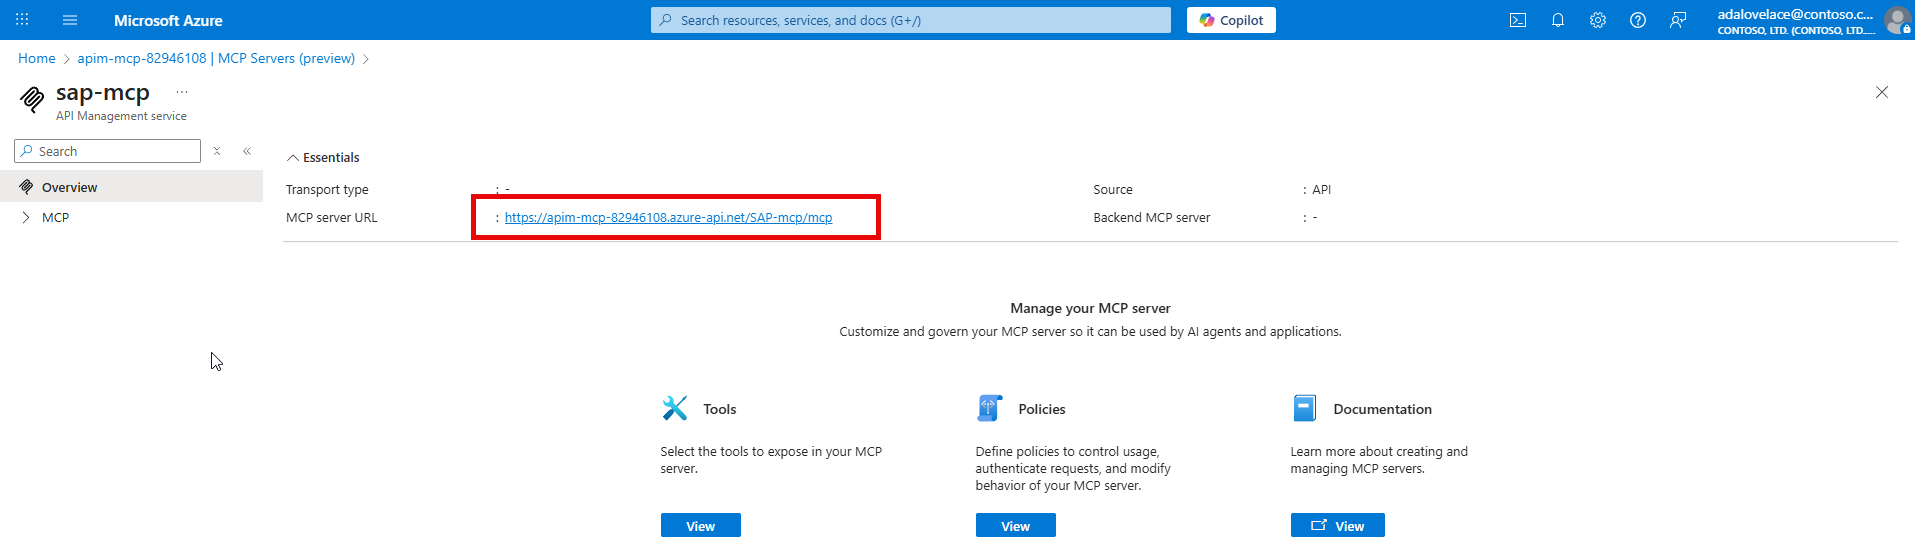 Microsoft Azure
Search resources, services, and docs (G+/)
Copilot
adalovelace@contoso.c...
CONTOSO, LTD. (CONTOSO, LTD....
Home > apim-mcp-82946108 | MCP Servers (preview) >
sap-mcp ...
API Management service
Search
Overview
MCP
Essentials
Transport type : -
MCP server URL : https://apim-mcp-82946108.azure-api.net/SAP-mcp/mcp
Source : API
Backend MCP server : -
Manage your MCP server
Customize and govern your MCP server so it can be used by AI agents and applications.
Tools
Select the tools to expose in your MCP
server.
View
Policies
Define policies to control usage,
authenticate requests, and modify
behavior of your MCP server.
View
Documentation
Learn more about creating and
managing MCP servers.
View